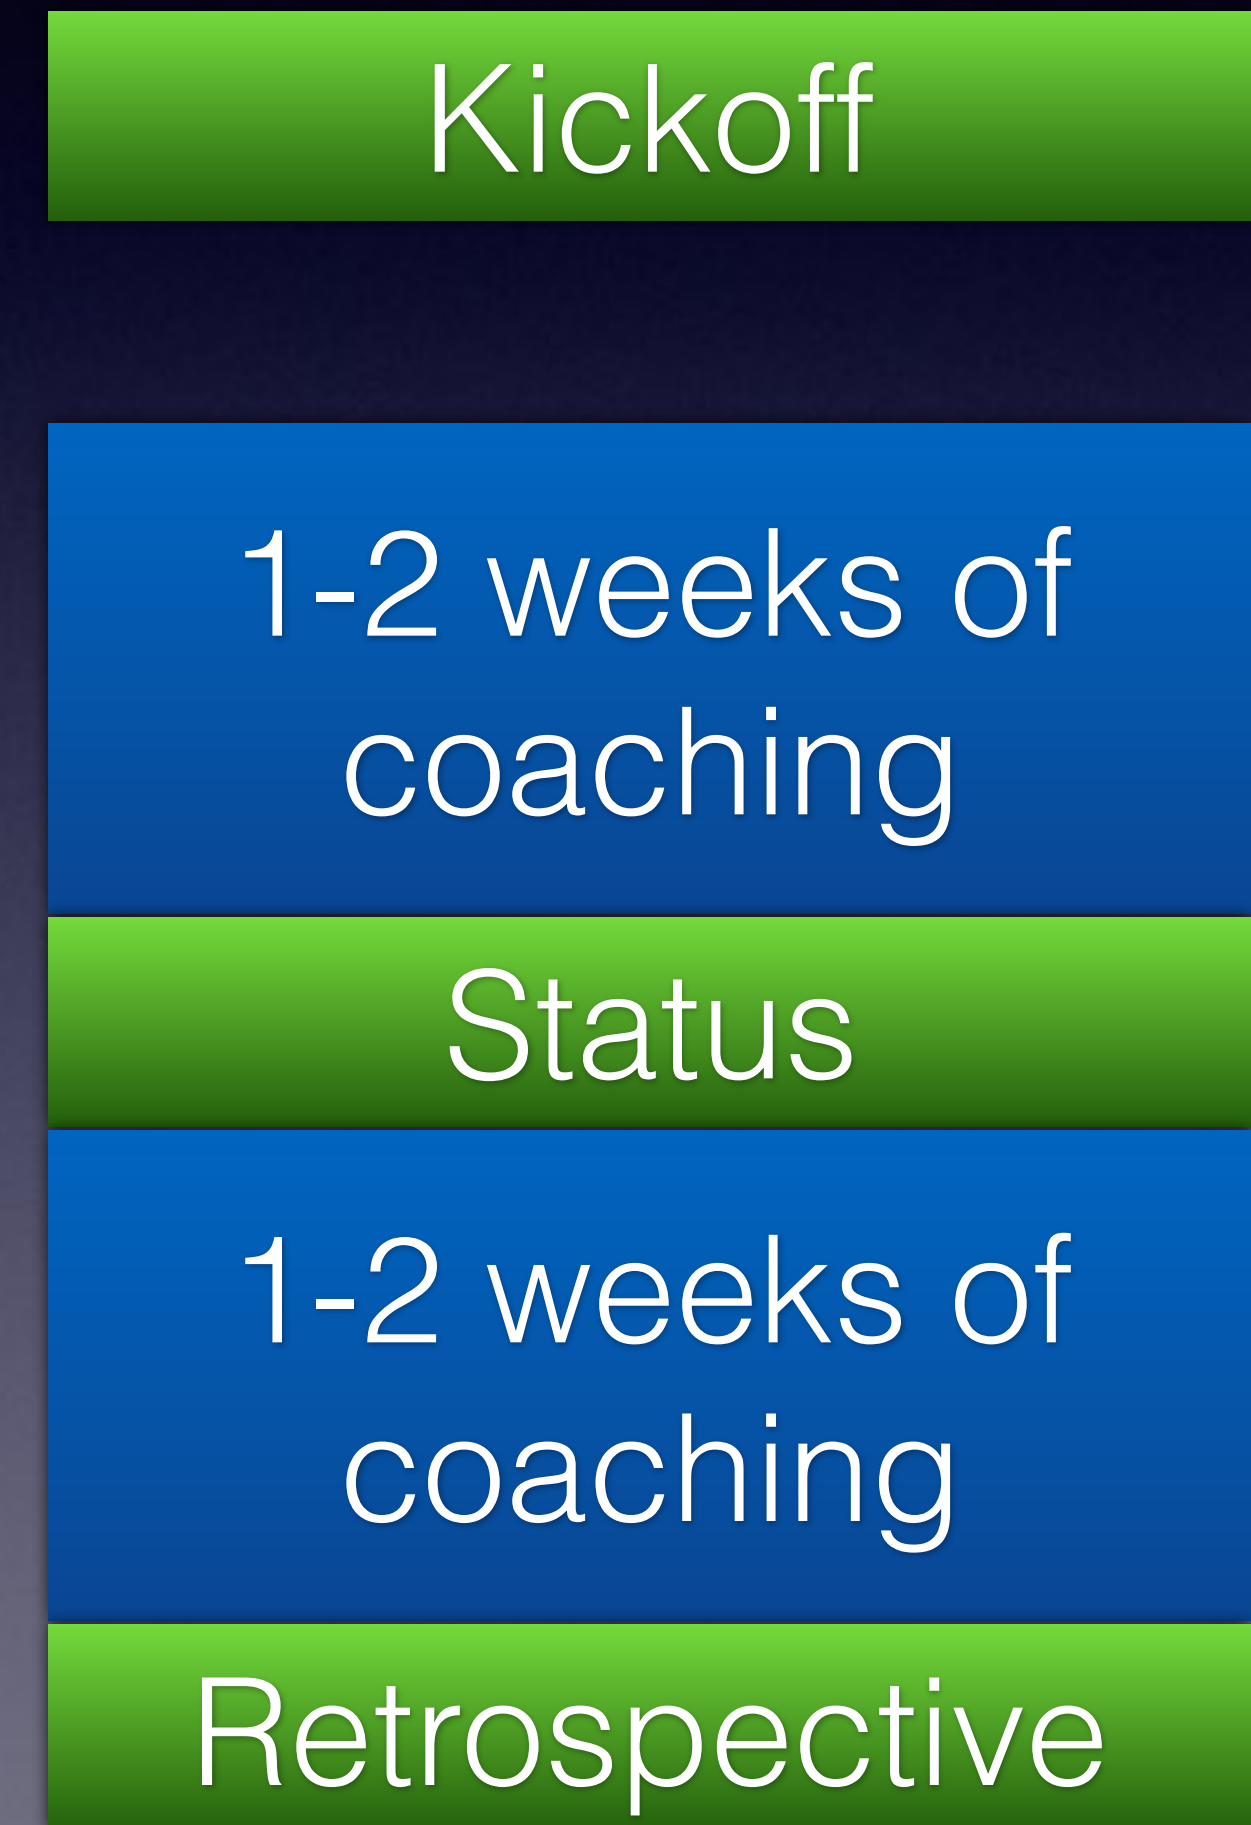 Kickoff
1-2 weeks of
coaching
Status
1-2 weeks of
coaching
Retrospective